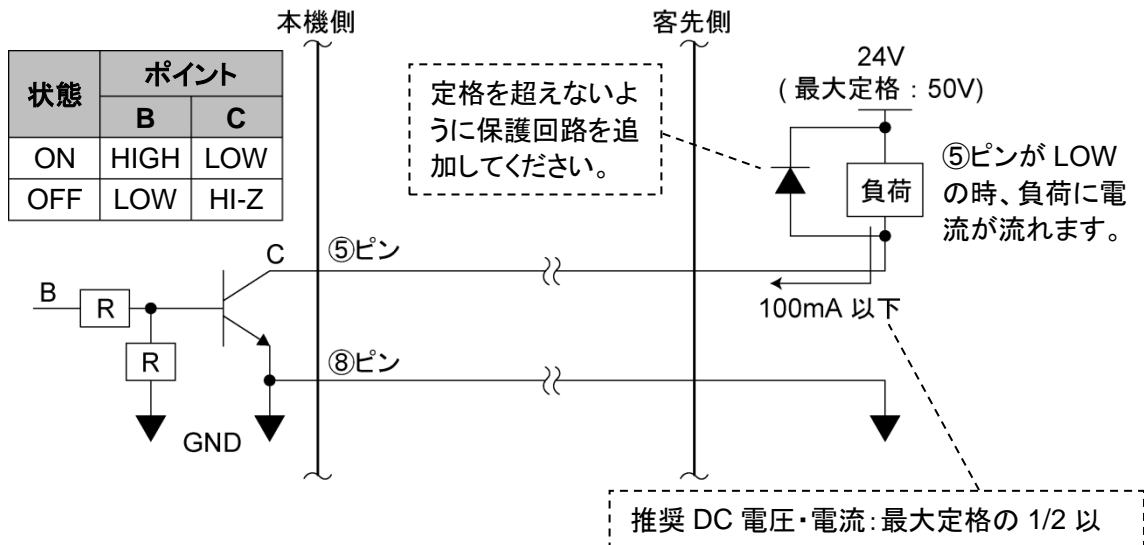 本機側
客先側
状態 ポイント
B C
ON HIGH LOW
OFF LOW HI-Z
定格を超えないよ
うに保護回路を追
加してください。
24V
(最大定格：50V)
負荷
⑤ピンが LOW
の時、負荷に電
流が流れます。
C
⑤ピン
B
R
R
100mA 以下
⑧ピン
GND
推奨 DC 電圧・電流：最大定格の 1/2 以